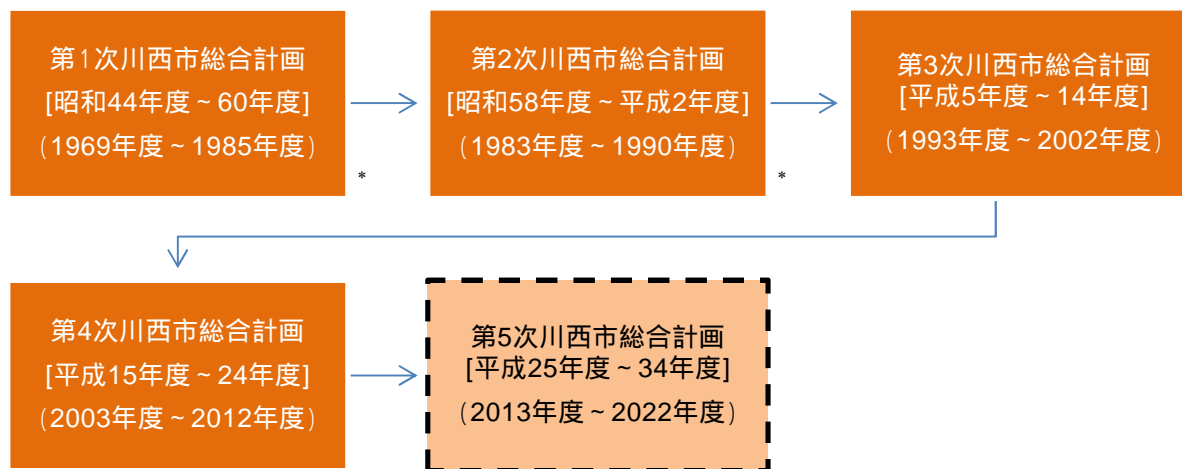 第1次川西市総合計画
[昭和44年度～60年度]
(1969年度～1985年度)
*
第2次川西市総合計画
[昭和58年度～平成2年度]
(1983年度～1990年度)
*
第3次川西市総合計画
[平成5年度～14年度]
(1993年度～2002年度)
第4次川西市総合計画
[平成15年度～24年度]
(2003年度～2012年度)
第5次川西市総合計画
[平成25年度～34年度]
(2013年度～2022年度)